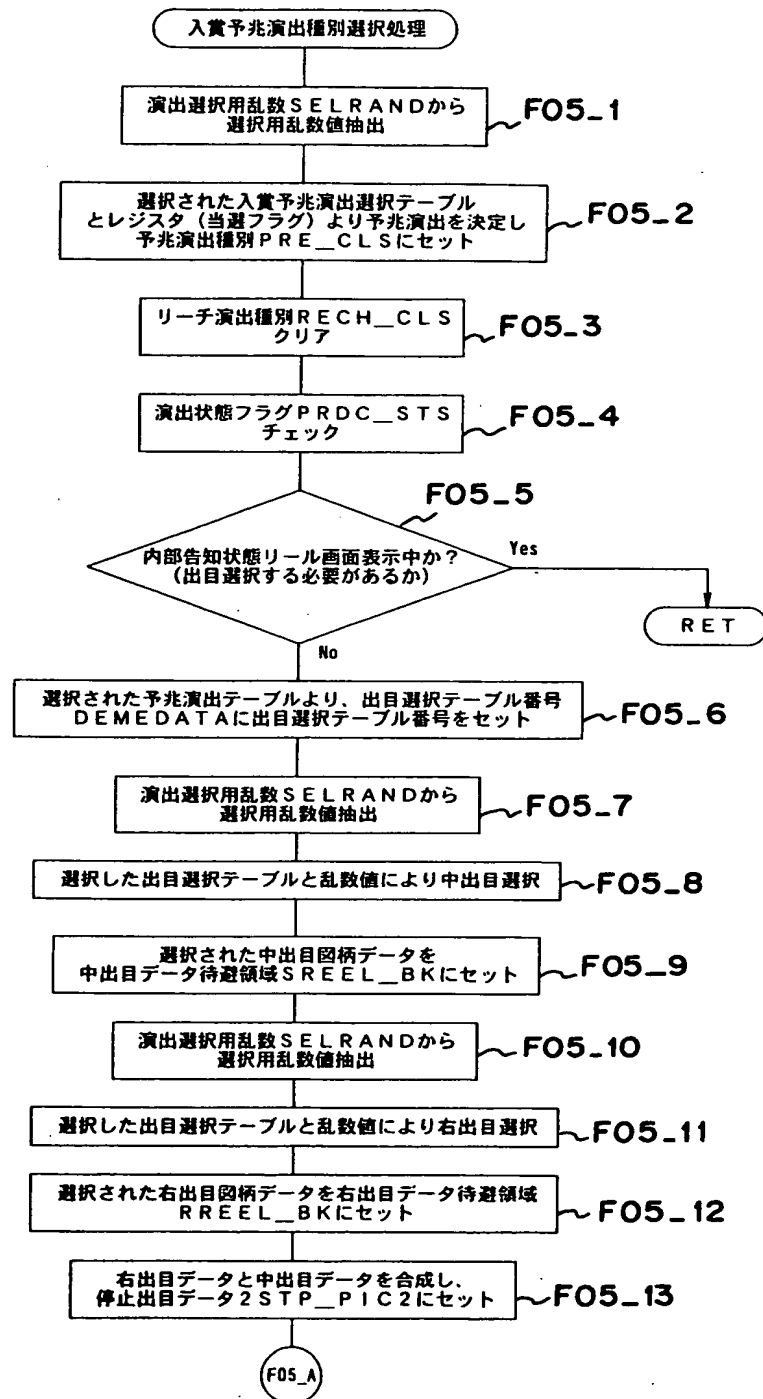 入賞予兆演出種別選択処理
演出選択用乱数SELRANDから
選択用乱数値抽出
F05_1
選択された入賞予兆演出選択テーブル
とレジスタ（当選フラグ）より予兆演出を決定し
予兆演出種別PRE__CLSにセット
F05_2
リーチ演出種別RECH__CLS
クリア
F05_3
演出状態フラグPRDC__STS
チェック
F05_4
F05_5
内部告知状態リール画面表示中か？
（出目選択する必要があるか）
Yes
RET
No
選択された予兆演出テーブルより、出目選択テーブル番号
DEMEDATAに出目選択テーブル番号をセット
F05_6
演出選択用乱数SELRANDから
選択用乱数値抽出
F05_7
選択した出目選択テーブルと乱数値により中出目選択
F05_8
選択された中出目図柄データを
中出目データ待避領域SREEL__BKにセット
F05_9
演出選択用乱数SELRANDから
選択用乱数値抽出
F05_10
選択した出目選択テーブルと乱数値により右出目選択
F05_11
選択された右出目図柄データを右出目データ待避領域
RREEL__BKにセット
F05_12
右出目データと中出目データを合成し、
停止出目データ2STP__PIC2にセット
F05_13
F05_A